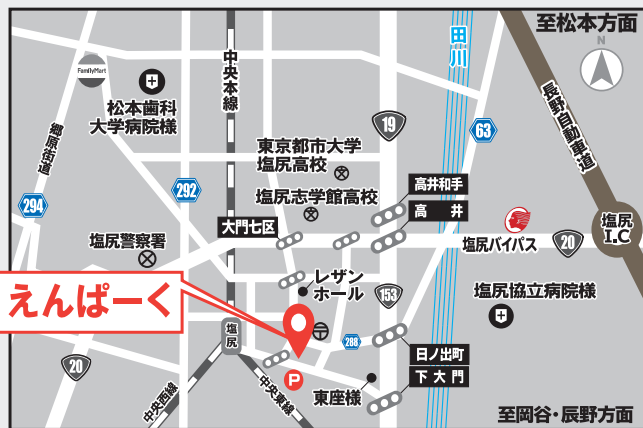 至松本方面
N
田川
FamilyMart
中央本線
松本歯科
大学病院様
長野自動車道
19
63
郷原街道
東京都市大学
塩尻高校
292
高井和手
294
塩尻志学館高校
高井
大門七区
塩尻
I.C
塩尻警察署
塩尻バイパス
20
レザン
ホール
153
塩尻協立病院様
えんぱーく
塩尻
288
日ノ出町
20
P
下大門
東座様
中央西線
中央東線
至岡谷・辰野方面